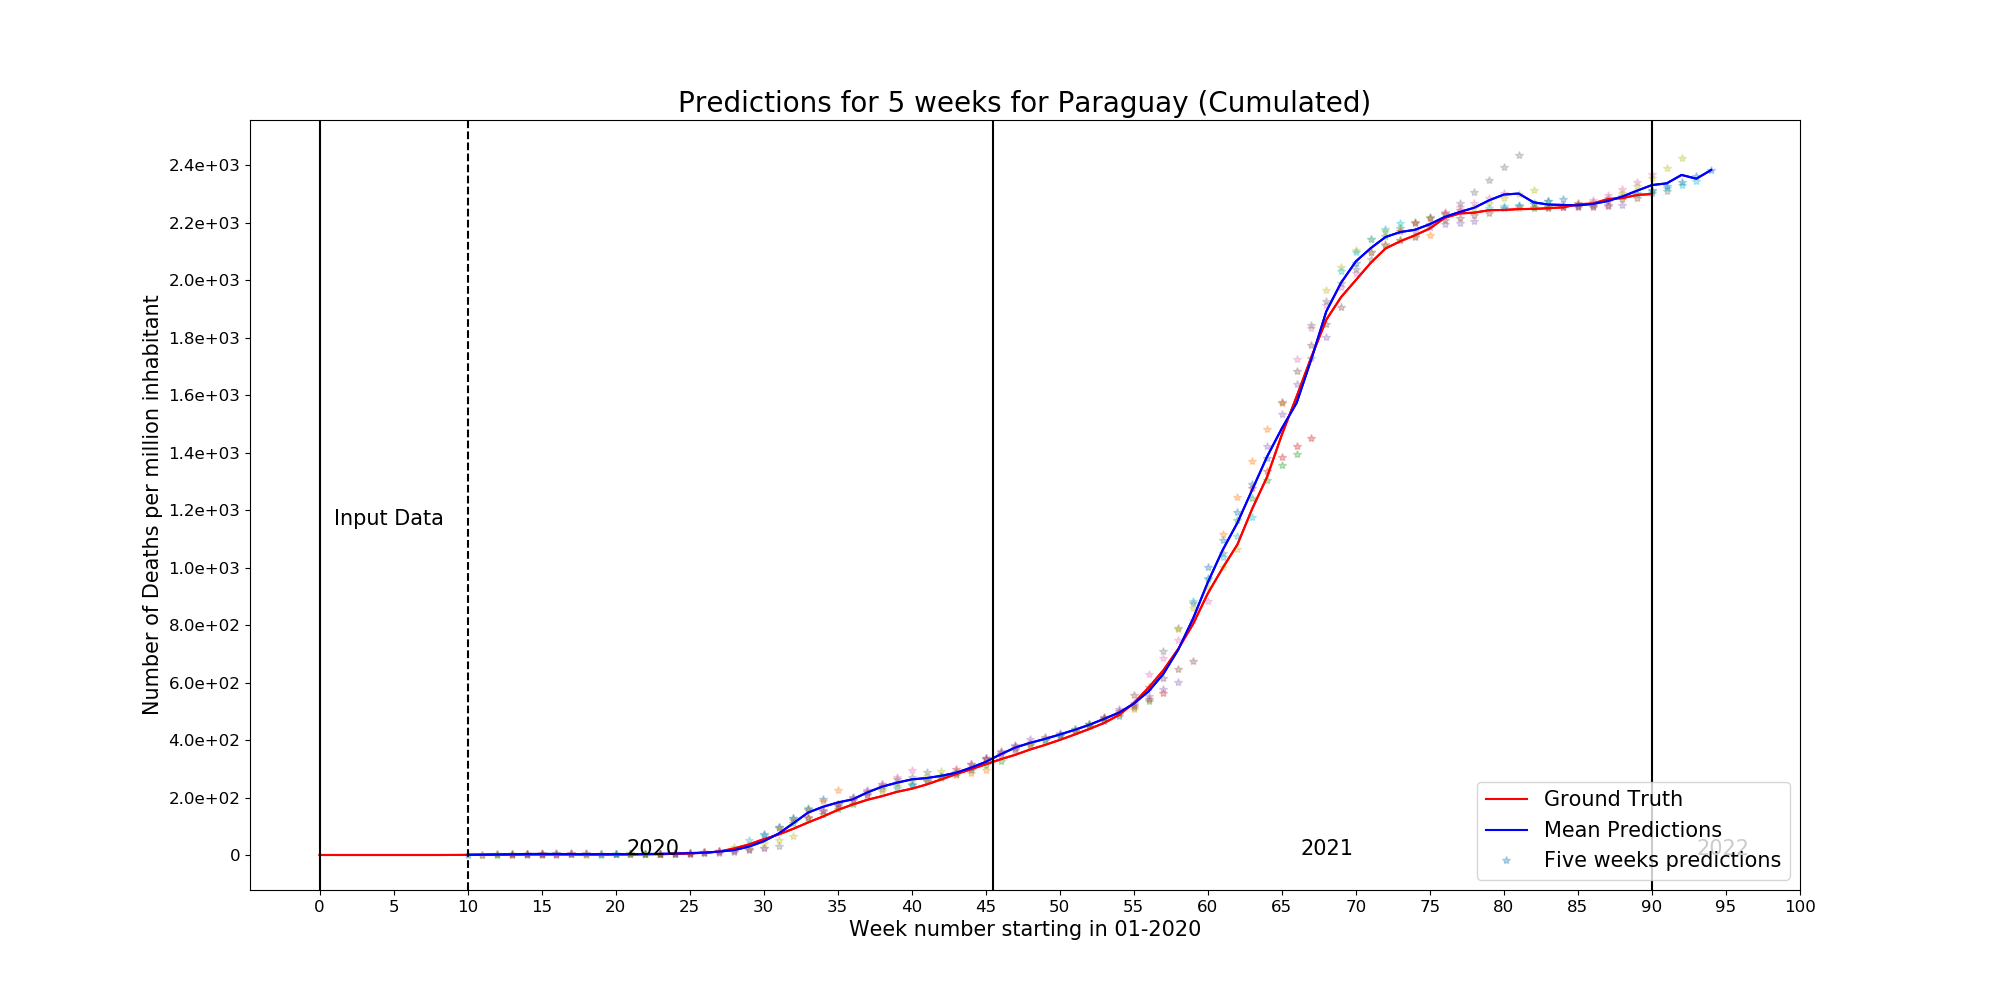 Predictions for 5 weeks for Paraguay (Cumulated)
Number of Deaths per million inhabitant
2.4e+03
2.2e+03
2.0e+03
1.8e+03
1.6e+03
1.4e+03
1.2e+03
1.0e+03
8.0e+02
6.0e+02
4.0e+02
2.0e+02
0
Input Data
2020
2021
2022
Ground Truth
Mean Predictions
Five weeks predictions
0 5 10 15 20 25 30 35 40 45 50 55 60 65 70 75 80 85 90 95 100
Week number starting in 01-2020